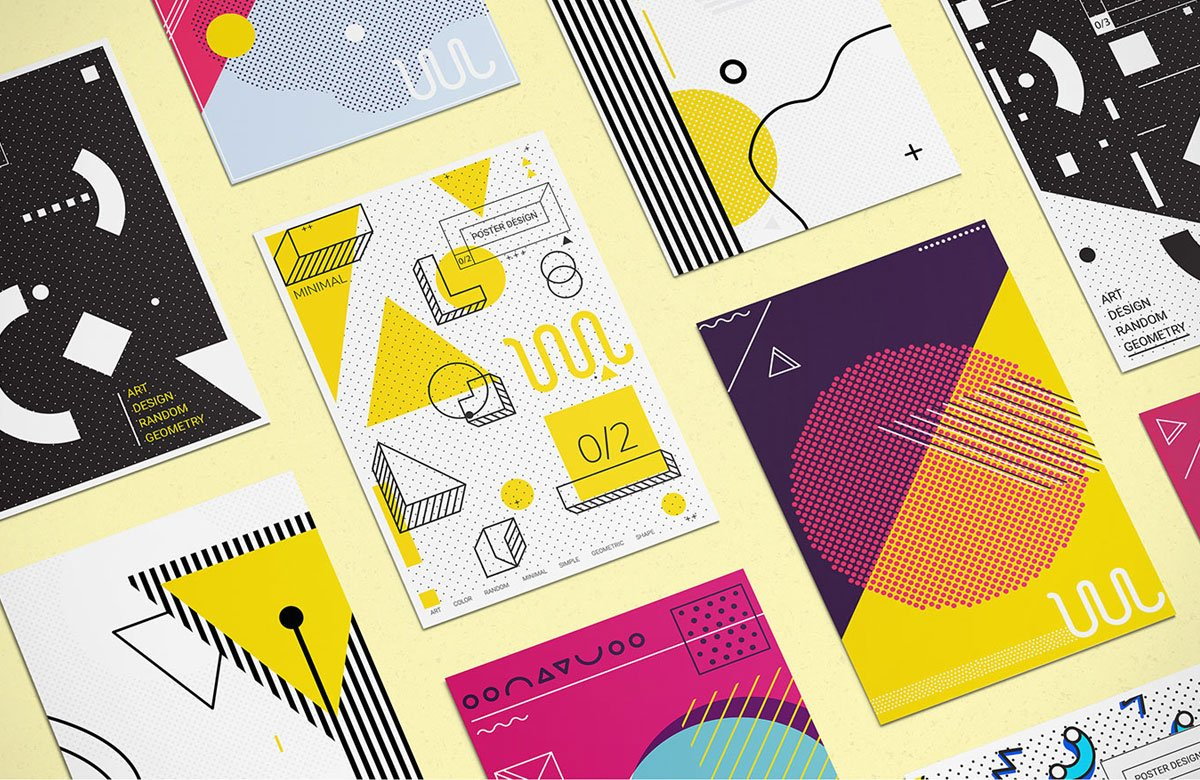 0/3
POSTER DESIGN
0/2
MINIMAL
ART
DESIGN
RANDOM
GEOMETRY
ART
DESIGN
RANDOM
GEOMETRY
0/2
ART COLOR RANDOM MINIMAL SIMPLE GEOMETRIC SHAPE
POSTER DESIGN